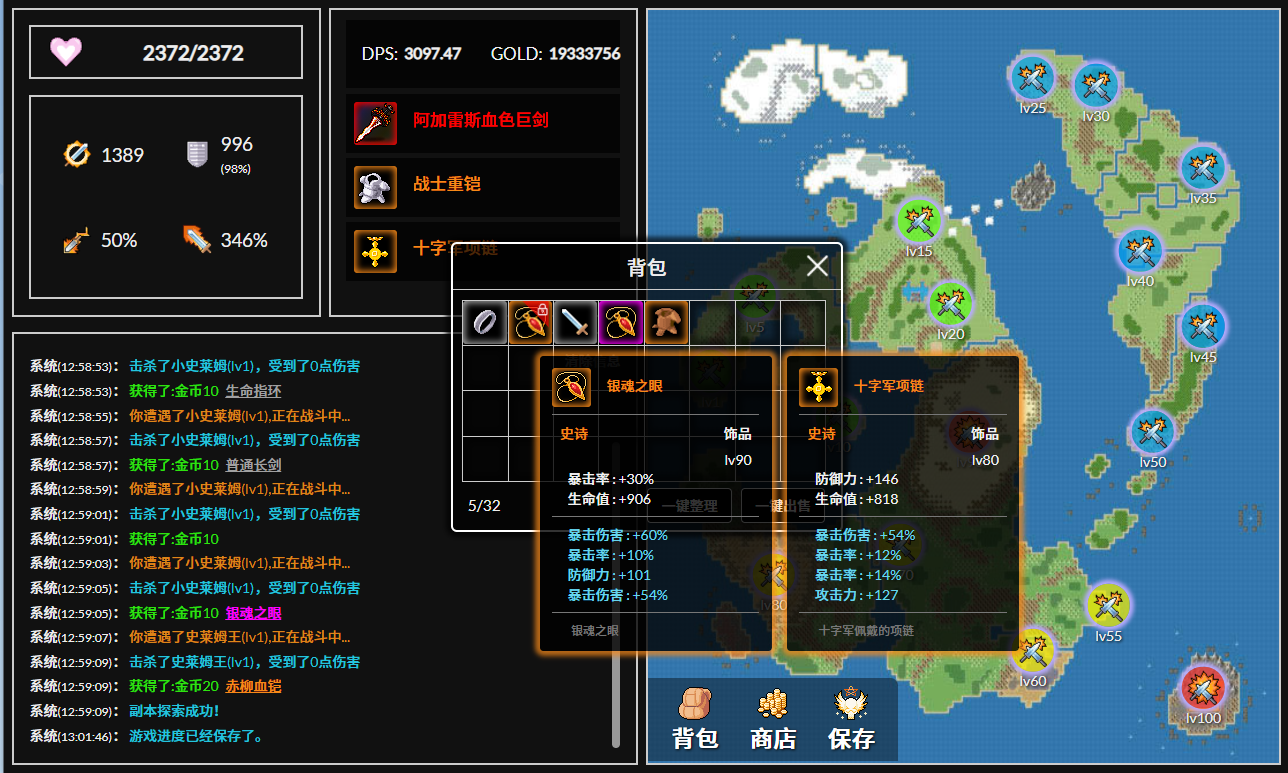 2372/2372
1389
996
(98%)
50%
346%
DPS: 3097.47 GOLD: 19333756
阿加雷斯血色巨剑
战士重铠
十字军项链
系统(12:58:53)： 击杀了小史莱姆(lv1)，受到了0点伤害
系统(12:58:53)： 获得了:金币10 生命指环
系统(12:58:55)： 你遭遇了小史莱姆(lv1),正在战斗中...
系统(12:58:57)： 击杀了小史莱姆(lv1)，受到了0点伤害
系统(12:58:57)： 获得了:金币10 普通长剑
系统(12:58:59)： 你遭遇了小史莱姆(lv1),正在战斗中...
系统(12:59:01)： 击杀了小史莱姆(lv1)，受到了0点伤害
系统(12:59:01)： 获得了:金币10
系统(12:59:03)： 你遭遇了小史莱姆(lv1),正在战斗中...
系统(12:59:05)： 击杀了小史莱姆(lv1)，受到了0点伤害
系统(12:59:05)： 获得了:金币10 银魂之眼
系统(12:59:07)： 你遭遇了史莱姆王(lv1),正在战斗中...
系统(12:59:09)： 击杀了史莱姆王(lv1)，受到了0点伤害
系统(12:59:09)： 获得了:金币20 赤柳血铠
系统(12:59:09)： 副本探索成功！
系统(13:01:46)： 游戏进度已经保存了。
背包
5/32
一键整理
一键出售
银魂之眼
史诗
饰品
lv90
暴击率:+30%
生命值:+906
暴击伤害:+60%
暴击率:+10%
防御力:+101
暴击伤害:+54%
银魂之眼
十字军项链
史诗
饰品
lv80
防御力:+146
生命值:+818
暴击伤害:+54%
暴击率:+12%
暴击率:+14%
攻击力:+127
十字军佩戴的项链
lv25
lv30
lv35
lv15
lv40
lv5
lv20
lv45
lv50
lv80
lv55
lv60
lv100
背包
商店
保存